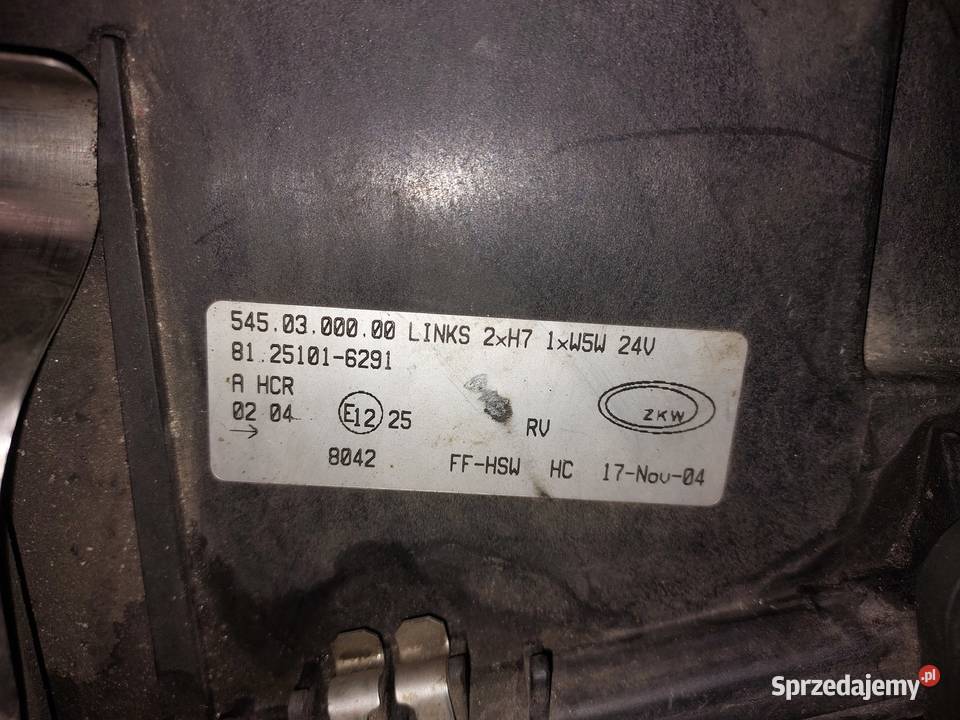 545.03.000.00 LINKS 2xH7 1xW5W 24V
81.25101-6291
A HCR
02 04 E12 25 RV ZKW
→
8042 FF-HSW HC 17-Nov-04
Sprzedajemy.pl